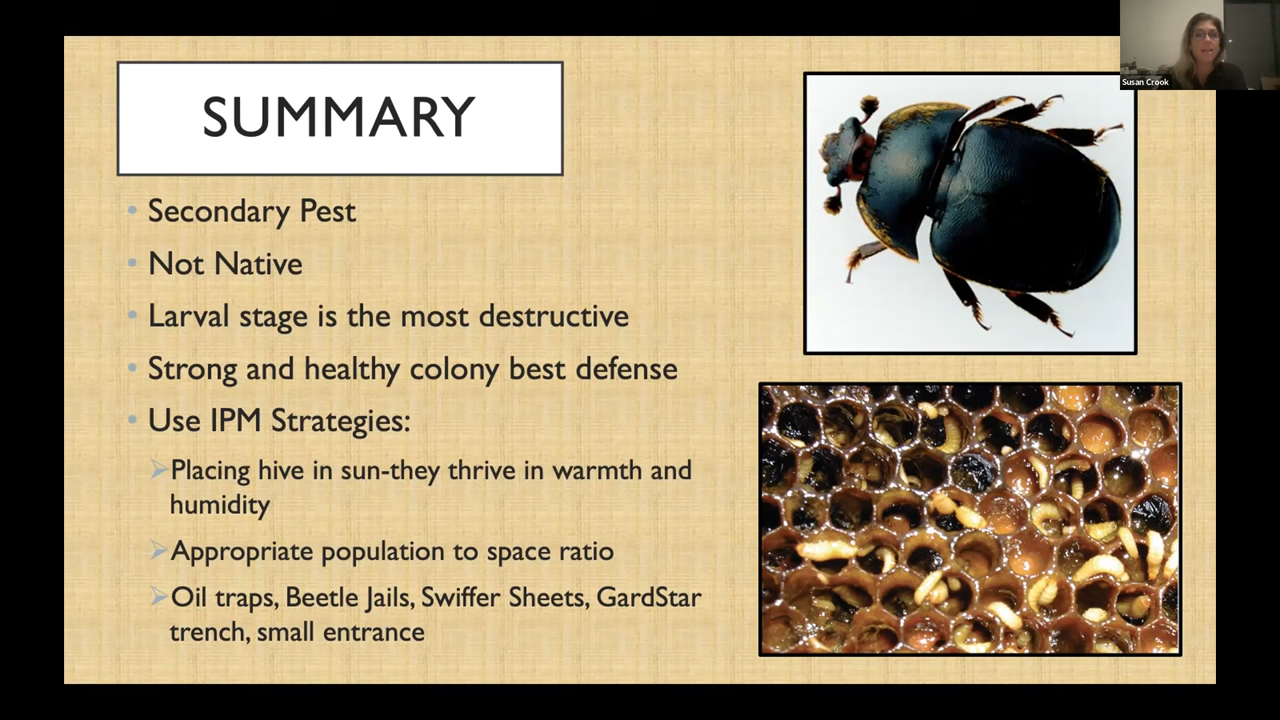 Susan Crook
SUMMARY
• Secondary Pest
• Not Native
• Larval stage is the most destructive
• Strong and healthy colony best defense
• Use IPM Strategies:
➢Placing hive in sun-they thrive in warmth and
humidity
➢Appropriate population to space ratio
➢Oil traps, Beetle Jails, Swiffer Sheets, GardStar
trench, small entrance